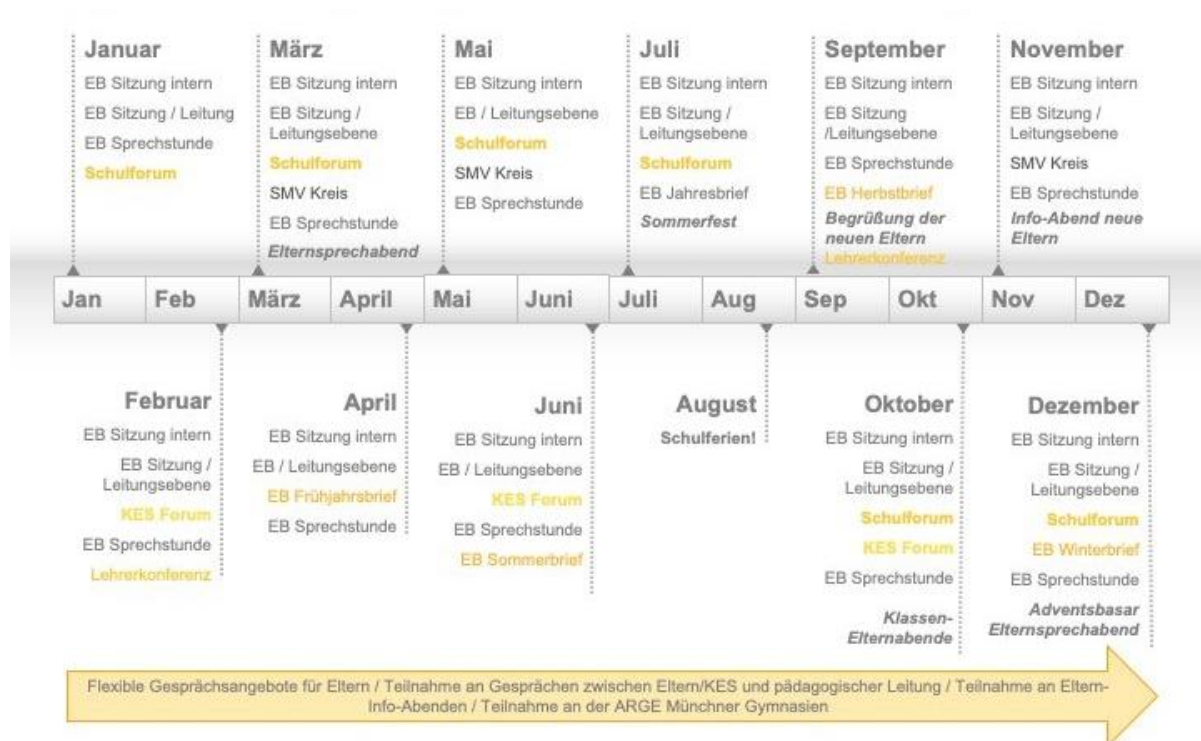 Januar
EB Sitzung intern
EB Sitzung / Leitung
EB Sprechstunde
Schulforum
März
EB Sitzung intern
EB Sitzung /
Leitungsebene
Schulforum
SMV Kreis
EB Sprechstunde
Elternsprechabend
Mai
EB Sitzung intern
EB / Leitungsebene
Schulforum
SMV Kreis
EB Sprechstunde
Juli
EB Sitzung intern
EB Sitzung /
Leitungsebene
Schulforum
EB Jahresbrief
Sommerfest
September
EB Sitzung intern
EB Sitzung
/Leitungsebene
EB Sprechstunde
EB Herbstbrief
Begrüßung der
neuen Eltern
Lehrerkonferenz
November
EB Sitzung intern
EB Sitzung /
Leitungsebene
SMV Kreis
EB Sprechstunde
Info-Abend neue
Eltern
Jan Feb März April Mai Juni Juli Aug Sep Okt Nov Dez
Februar
EB Sitzung intern
EB Sitzung /
Leitungsebene
KES Forum
EB Sprechstunde
Lehrerkonferenz
April
EB Sitzung intern
EB / Leitungsebene
EB Frühjahrsbrief
EB Sprechstunde
Juni
EB Sitzung intern
EB / Leitungsebene
KES Forum
EB Sprechstunde
EB Sommerbrief
August
Schulferien!
Oktober
EB Sitzung intern
EB Sitzung /
Leitungsebene
Schulforum
KES Forum
EB Sprechstunde
Klassen-
Elternabende
Dezember
EB Sitzung intern
EB Sitzung /
Leitungsebene
Schulforum
EB Winterbrief
EB Sprechstunde
Adventsbasar
Elternsprechabend
Flexible Gesprächsangebote für Eltern / Teilnahme an Gesprächen zwischen Eltern/KES und pädagogischer Leitung / Teilnahme an Eltern-
Info-Abenden / Teilnahme an der ARGE Münchner Gymnasien